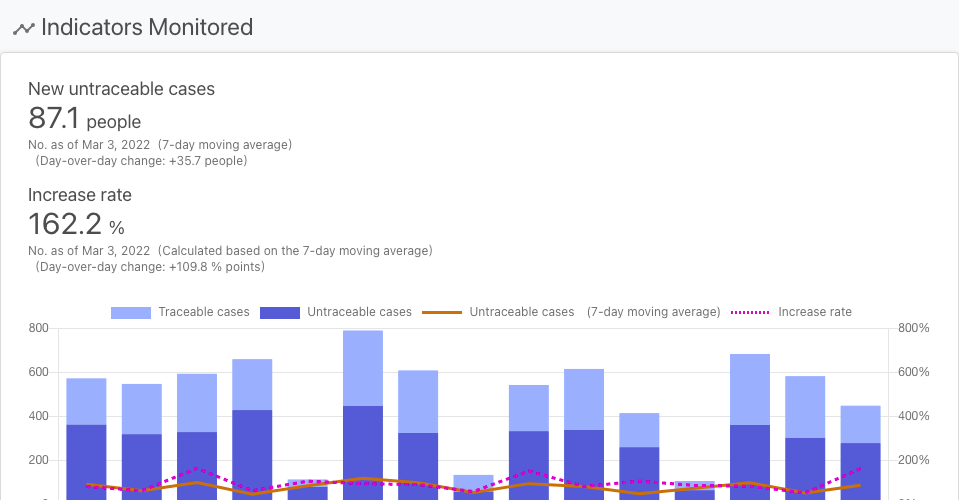 Indicators Monitored
New untraceable cases
87.1 people
No. as of Mar 3, 2022 (7-day moving average)
(Day-over-day change: +35.7 people)
Increase rate
162.2 %
No. as of Mar 3, 2022 (Calculated based on the 7-day moving average)
(Day-over-day change: +109.8 % points)
Traceable cases Untraceable cases Untraceable cases (7-day moving average) Increase rate
800 800%
600 600%
400 400%
200 200%